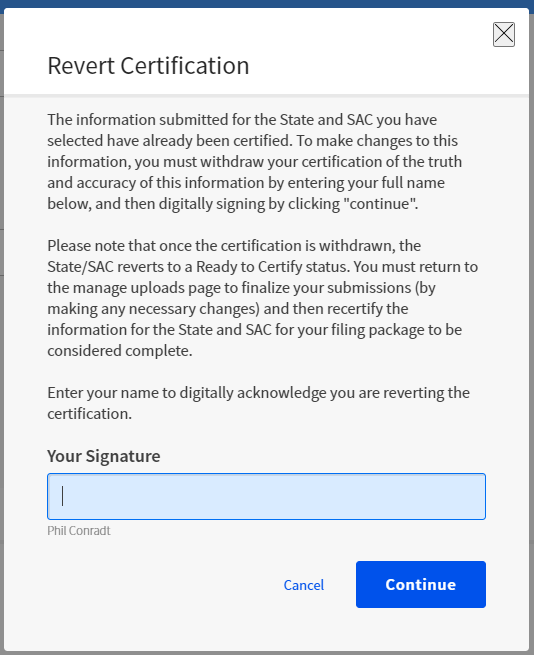 Revert Certification
The information submitted for the State and SAC you have
selected have already been certified. To make changes to this
information, you must withdraw your certification of the truth
and accuracy of this information by entering your full name
below, and then digitally signing by clicking "continue".
Please note that once the certification is withdrawn, the
State/SAC reverts to a Ready to Certify status. You must return to
the manage uploads page to finalize your submissions (by
making any necessary changes) and then recertify the
information for the State and SAC for your filing package to be
considered complete.
Enter your name to digitally acknowledge you are reverting the
certification.
Your Signature
Phil Conradt
Cancel
Continue